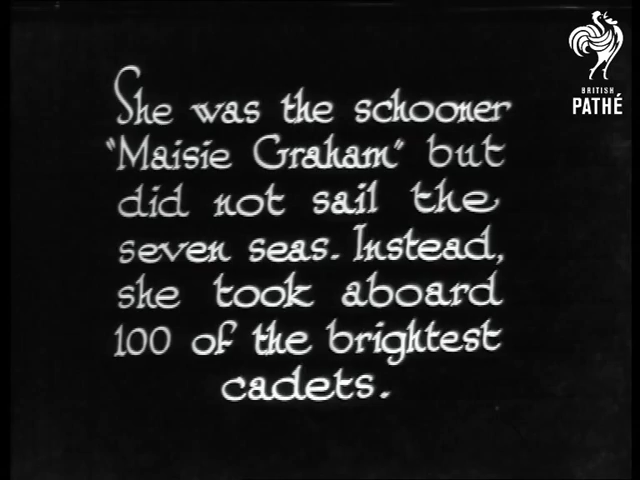 BRITISH
PATHÉ
She was the schooner
"Maisie Graham" but
did not sail the
seven seas. Instead,
she took aboard
100 of the brightest
cadets.